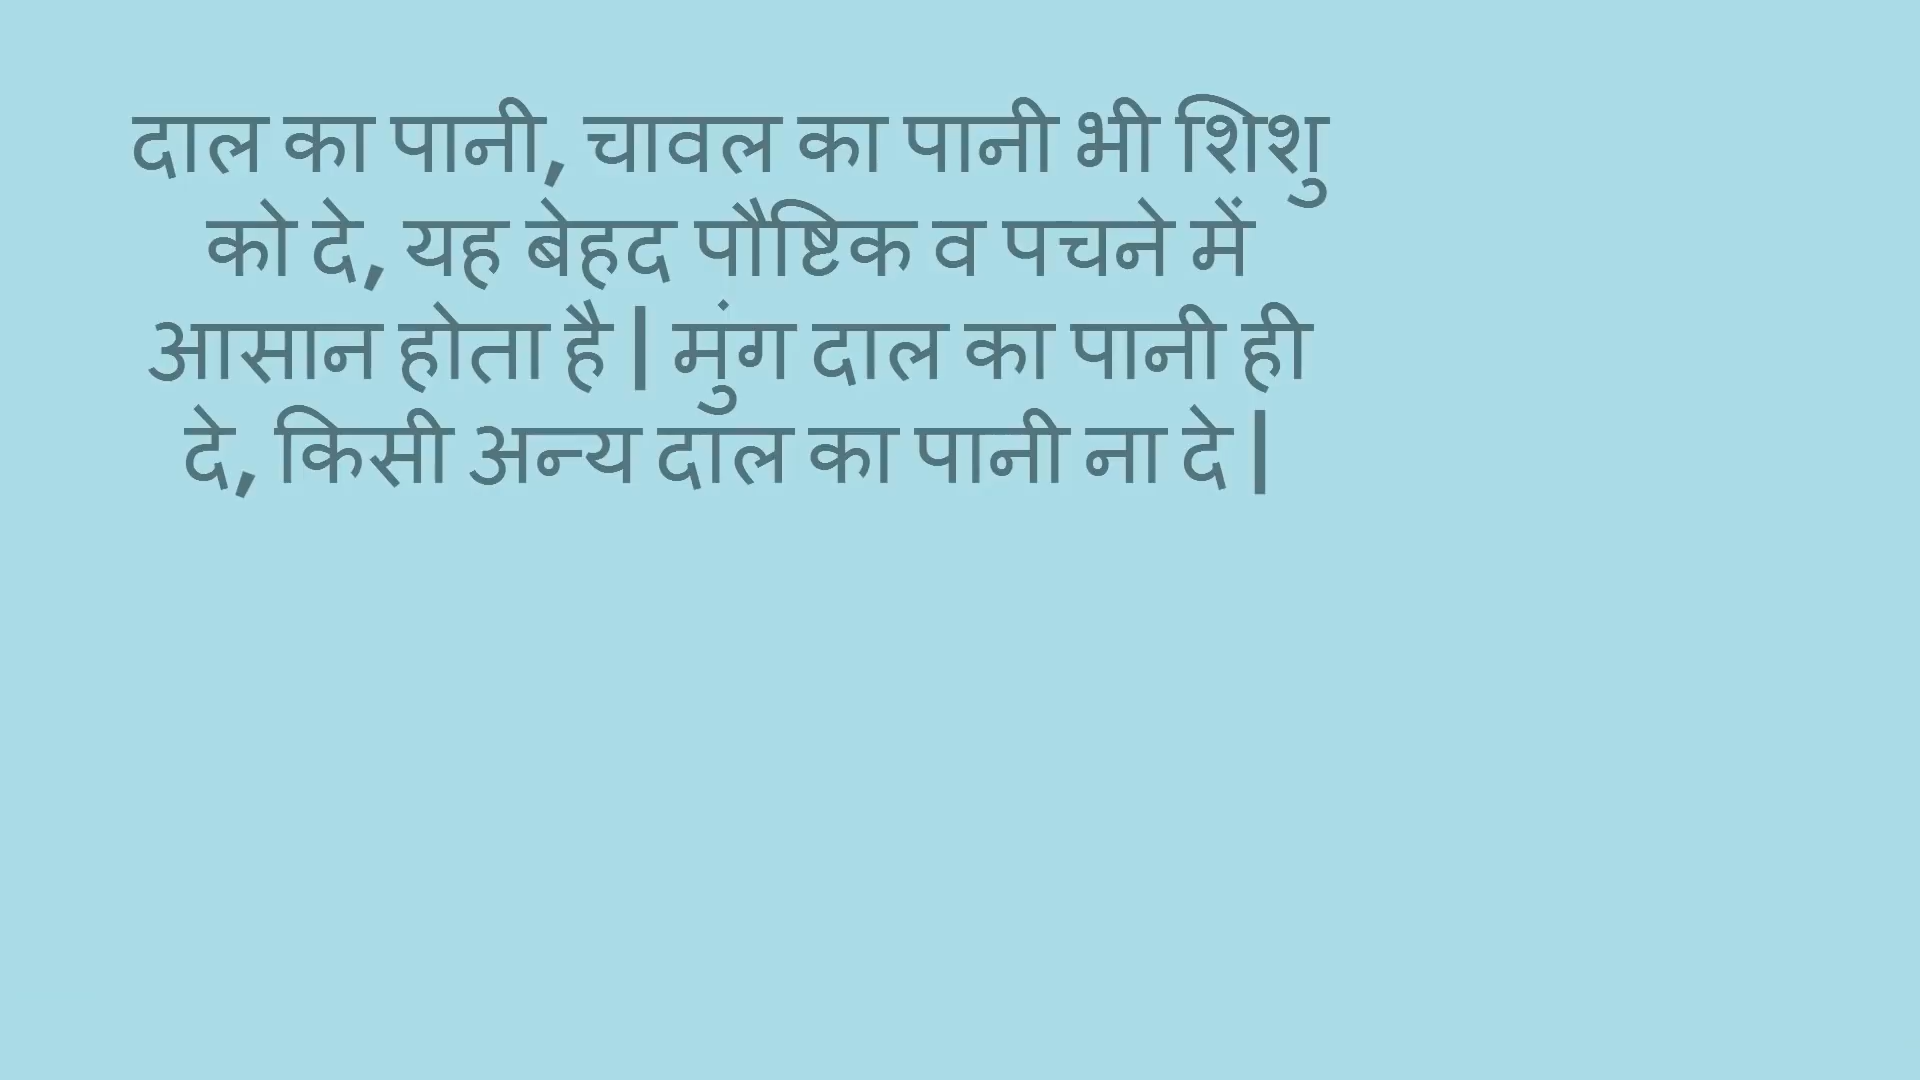 दाल का पानी, चावल का पानी भी शिशु
को दे, यह बेहद पौष्टिक व पचने में
आसान होता है | मुंग दाल का पानी ही
दे, किसी अन्य दाल का पानी ना दे |